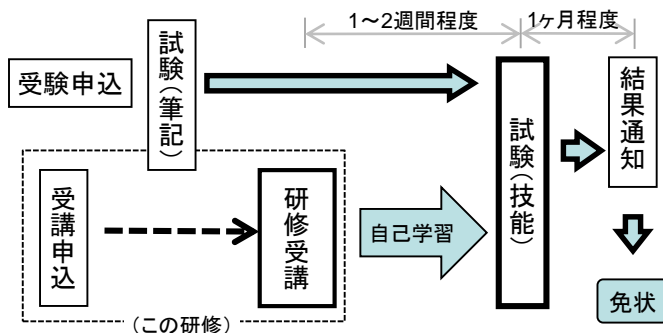 1～2週間程度
1ヶ月程度
受験申込
試験（筆記）
試験（技能）
結果通知
受講申込
研修受講
自己学習
免状
（この研修）